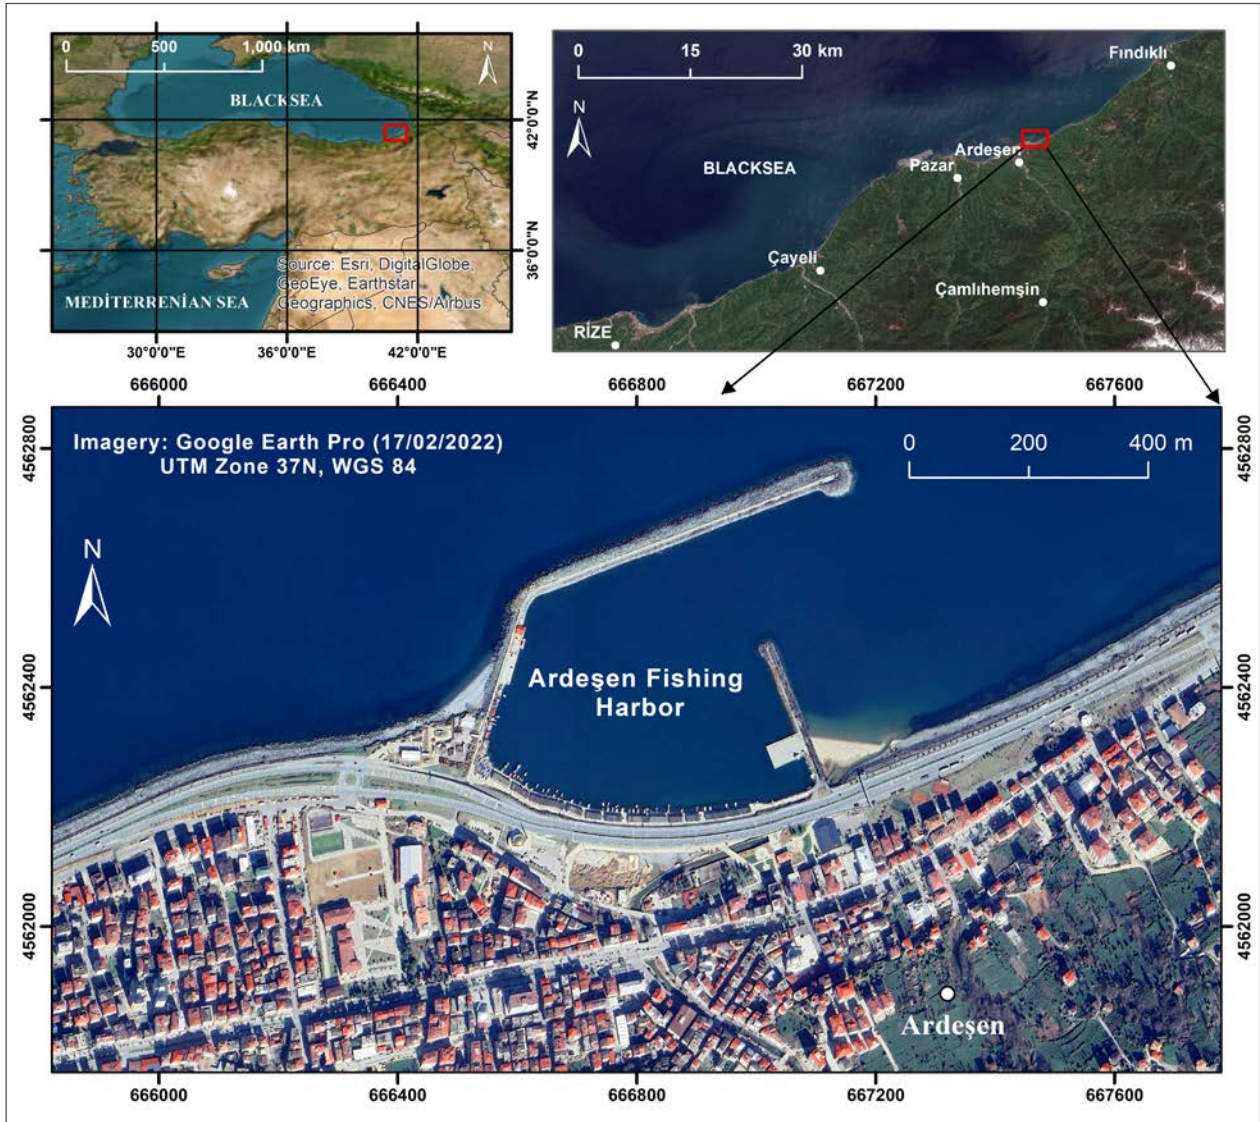 0 500 1,000 km
N
BLACKSEA
MEDİTERRENİAN SEA
Source: Esri, DigitalGlobe,
GeoEye, Earthstar
Geographics, CNES/Airbus
42°0'0"N
36°0'0"N
30°0'0"E 36°0'0"E 42°0'0"E
0 15 30 km
N
Fındıklı
BLACKSEA
Ardeşen
Pazar
Çayeli
Çamlıhemşin
RİZE
666000 666400 666800 667200 667600
4562800 4562400 4562000
Imagery: Google Earth Pro (17/02/2022)
UTM Zone 37N, WGS 84
0 200 400 m
N
Ardeşen Fishing
Harbor
Ardeşen
4562800 4562400 4562000
666000 666400 666800 667200 667600